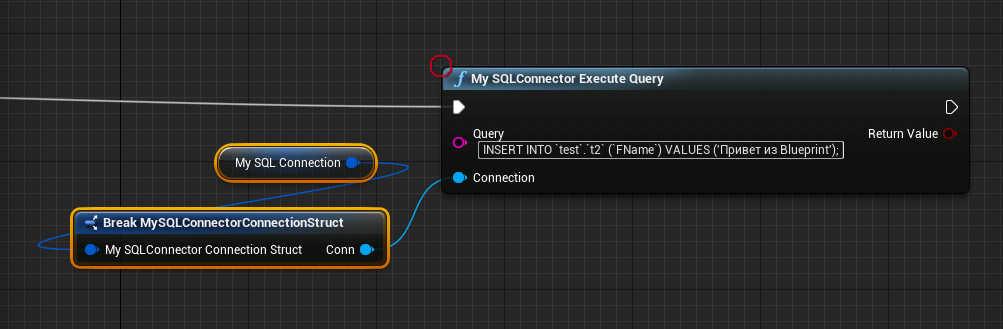 My SQLConnector Execute Query
Query
Return Value
INSERT INTO `test`.`t2` (`FName`) VALUES ('Привет из Blueprint');
My SQL Connection
Connection
Break MySQLConnectorConnectionStruct
My SQLConnector Connection Struct Conn